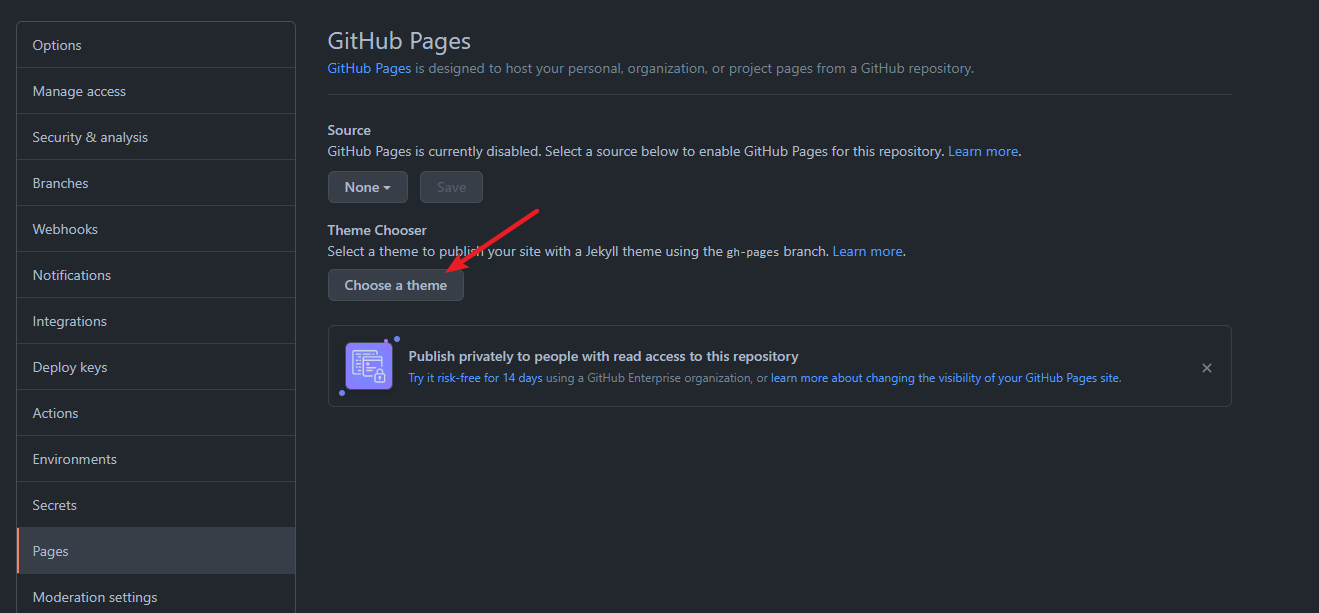 Options
Manage access
Security & analysis
Branches
Webhooks
Notifications
Integrations
Deploy keys
Actions
Environments
Secrets
Pages
Moderation settings
GitHub Pages
GitHub Pages is designed to host your personal, organization, or project pages from a GitHub repository.
Source
GitHub Pages is currently disabled. Select a source below to enable GitHub Pages for this repository. Learn more.
None
Save
Theme Chooser
Select a theme to publish your site with a Jekyll theme using the gh-pages branch. Learn more.
Choose a theme
Publish privately to people with read access to this repository
Try it risk-free for 14 days using a GitHub Enterprise organization, or learn more about changing the visibility of your GitHub Pages site.